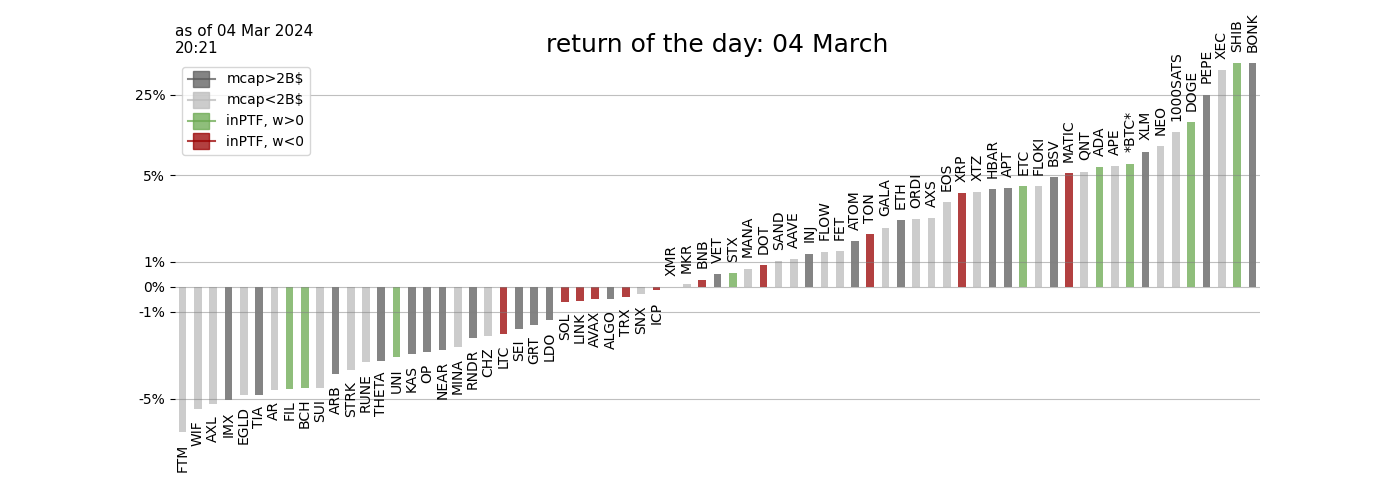 as of 04 Mar 2024
20:21
return of the day: 04 March
mcap>2B$
mcap<2B$
inPTF, w>0
inPTF, w<0
25%
5%
1%
0%
-1%
-5%
FTM
WIF
AXL
IMX
EGLD
TIA
AR
FIL
BCH
SUI
ARB
STRK
RUNE
THETA
UNI
KAS
OP
NEAR
MINA
RNDR
CHZ
LTC
SEI
GRT
LDO
SOL
LINK
AVAX
ALGO
TRX
SNX
ICP
XMR
MKR
BNB
VET
STX
MANA
DOT
SAND
AAVE
INJ
FLOW
FET
ATOM
TON
GALA
ETH
ORDI
AXS
EOS
XRP
XTZ
HBAR
APT
ETC
FLOKI
BSV
MATIC
QNT
ADA
APE
*BTC*
XLM
NEO
1000SATS
DOGE
PEPE
XEC
SHIB
BONK